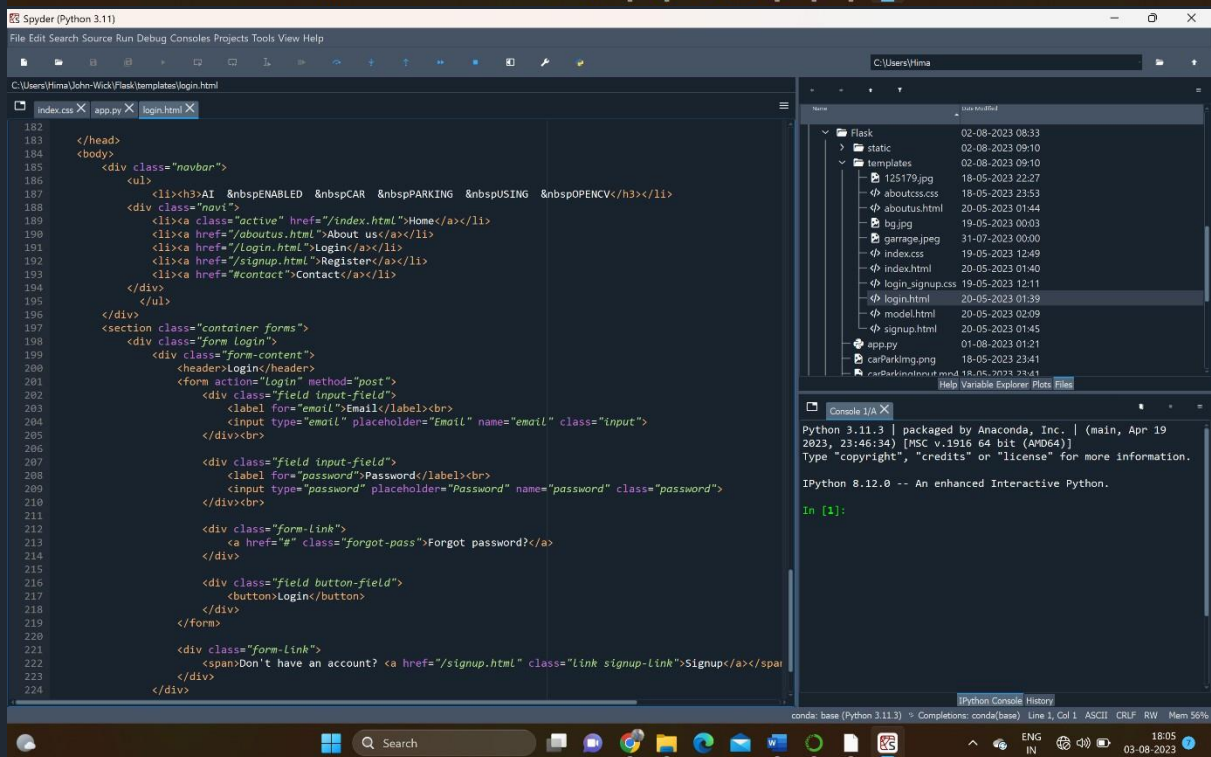 Spyder (Python 3.11)
File Edit Search Source Run Debug Consoles Projects Tools View Help
C:\Users\Hima
C:\Users\Hima\John-Wick\Flask\templates\login.html
index.css app.py login.html
182
183 </head>
184 <body>
185 <div class="navbar">
186 <ul>
187 <li><h3>AI &nbspENABLED &nbspCAR &nbspPARKING &nbspUSING &nbspOPENCV</h3></li>
188 <div class="navi">
189 <li><a class="active" href="/index.html">Home</a></li>
190 <li><a href="/aboutus.html">About us</a></li>
191 <li><a href="/login.html">Login</a></li>
192 <li><a href="/signup.html">Register</a></li>
193 <li><a href="#contact">Contact</a></li>
194 </div>
195 </ul>
196 </div>
197 <section class="container forms">
198 <div class="form login">
199 <div class="form-content">
200 <header>Login</header>
201 <form action="login" method="post">
202 <div class="field input-field">
203 <label for="email">Email</label><br>
204 <input type="email" placeholder="Email" name="email" class="input">
205 </div><br>
206
207 <div class="field input-field">
208 <label for="password">Password</label><br>
209 <input type="password" placeholder="Password" name="password" class="password">
210 </div><br>
211
212 <div class="form-link">
213 <a href="#" class="forgot-pass">Forgot password?</a>
214 </div>
215
216 <div class="field button-field">
217 <button>Login</button>
218 </div>
219 </form>
220
221 <div class="form-link">
222 <span>Don't have an account? <a href="/signup.html" class="link signup-link">Signup</a></spa
223 </div>
224 </div>
Name Date Modified
Flask 02-08-2023 08:33
static 02-08-2023 09:10
templates 02-08-2023 09:10
125179.jpg 18-05-2023 22:27
aboutcss.css 18-05-2023 23:53
aboutus.html 20-05-2023 01:44
bg.jpg 19-05-2023 00:03
garrage.jpeg 31-07-2023 00:00
index.css 19-05-2023 12:49
index.html 20-05-2023 01:40
login_signup.css 19-05-2023 12:11
login.html 20-05-2023 01:39
model.html 20-05-2023 02:09
signup.html 20-05-2023 01:45
app.py 01-08-2023 01:21
carParkImg.png 18-05-2023 23:41
carParkingInput.mp4 18-05-2023 23:41
Help Variable Explorer Plots Files
Console 1/A
Python 3.11.3 | packaged by Anaconda, Inc. | (main, Apr 19
2023, 23:46:34) [MSC v.1916 64 bit (AMD64)]
Type "copyright", "credits" or "license" for more information.
IPython 8.12.0 -- An enhanced Interactive Python.
In [1]:
IPython Console History
conda: base (Python 3.11.3) Completions: conda(base) Line 1, Col 1 ASCII CRLF RW Mem 56%
Search
ENG
IN
18:05
03-08-2023